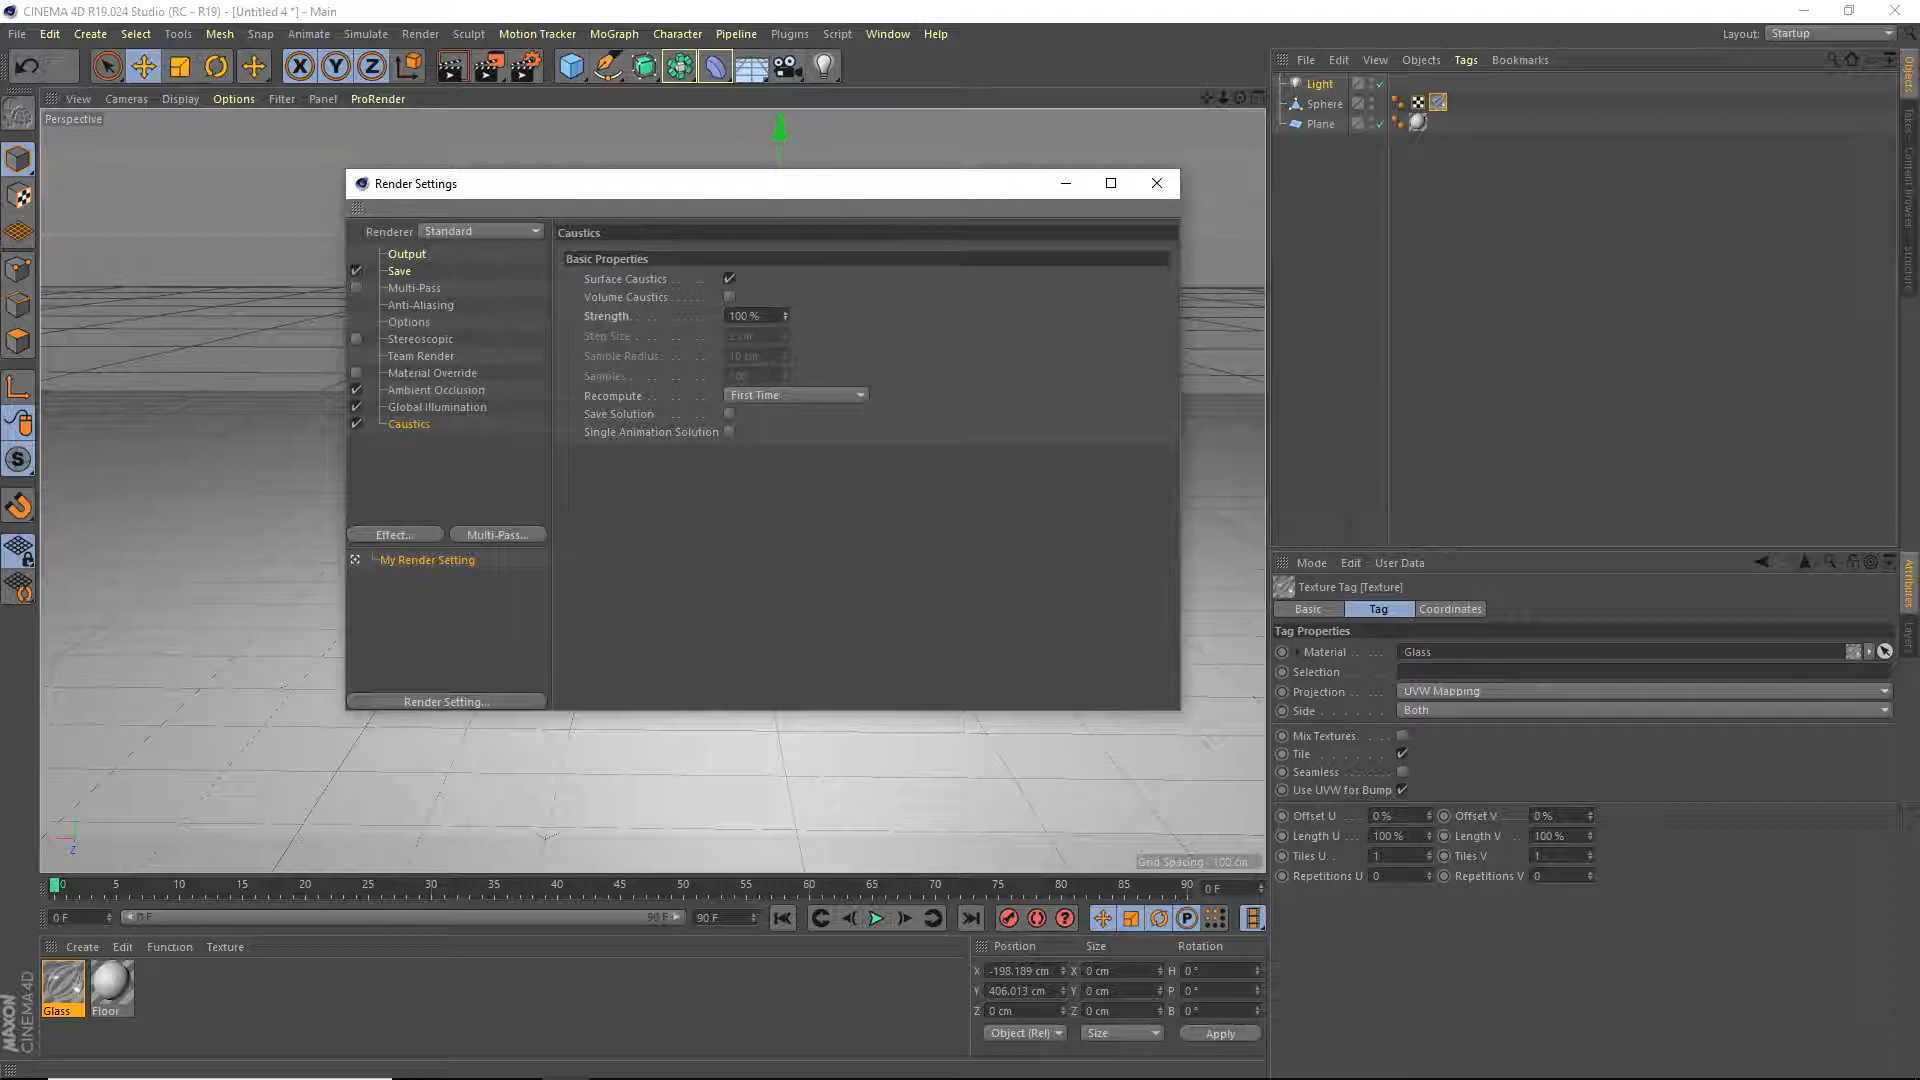 CINEMA 4D R19.024 Studio (RC - R19) - [Untitled 4 *] - Main
File Edit Create Select Tools Mesh Snap Animate Simulate Render Sculpt Motion Tracker MoGraph Character Pipeline Plugins Script Window Help
Layout: Startup
X Y Z
File Edit View Objects Tags Bookmarks
View Cameras Display Options Filter Panel ProRender
Perspective
Light
Sphere
Plane
Objects
Takes
Content Browser
Structure
Render Settings
Renderer Standard
Output
Save
Multi-Pass
Anti-Aliasing
Options
Stereoscopic
Team Render
Material Override
Ambient Occlusion
Global Illumination
Caustics
Effect...
Multi-Pass...
My Render Setting
Render Setting...
Caustics
Basic Properties
Surface Caustics
Volume Caustics
Strength 100 %
Step Size
Sample Radius 10 cm
Samples
Recompute First Time
Save Solution
Single Animation Solution
Mode Edit User Data
Texture Tag [Texture]
Basic Tag Coordinates
Tag Properties
Material Glass
Selection
Projection UVW Mapping
Side Both
Mix Textures
Tile
Seamless
Use UVW for Bump
Offset U 0 % Offset V 0 %
Length U 100 % Length V 100 %
Tiles U 1 Tiles V 1
Repetitions U 0 Repetitions V 0
Attributes
Layers
Z
Grid Spacing : 100 cm
0 5 10 15 20 25 30 35 40 45 50 55 60 65 70 75 80 85 90 0 F
0 F 0 F 90 F 90 F
Create Edit Function Texture
Glass
Floor
Position Size Rotation
X -198.189 cm X 0 cm H 0 °
Y 406.013 cm Y 0 cm P 0 °
Z 0 cm Z 0 cm B 0 °
Object (Rel) Size Apply
MAXON
CINEMA 4D